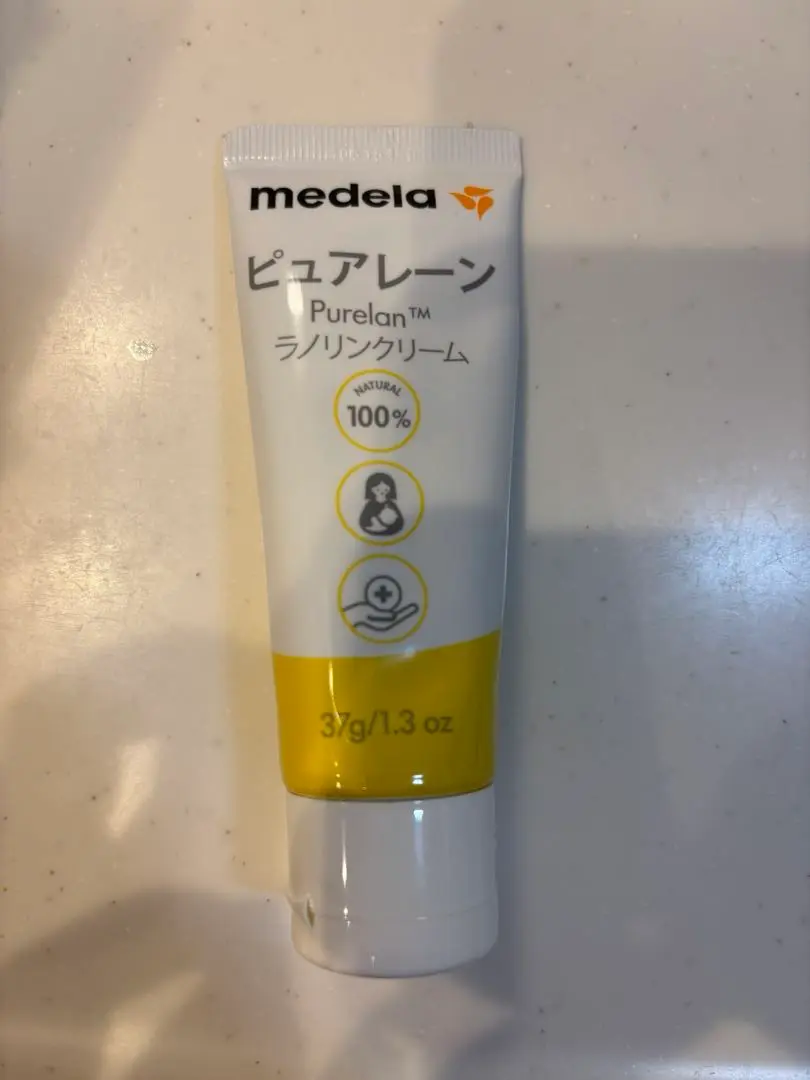 medela
ピュアレーン
Purelan™
ラノリンクリーム
NATURAL
100%
37g/1.3 oz